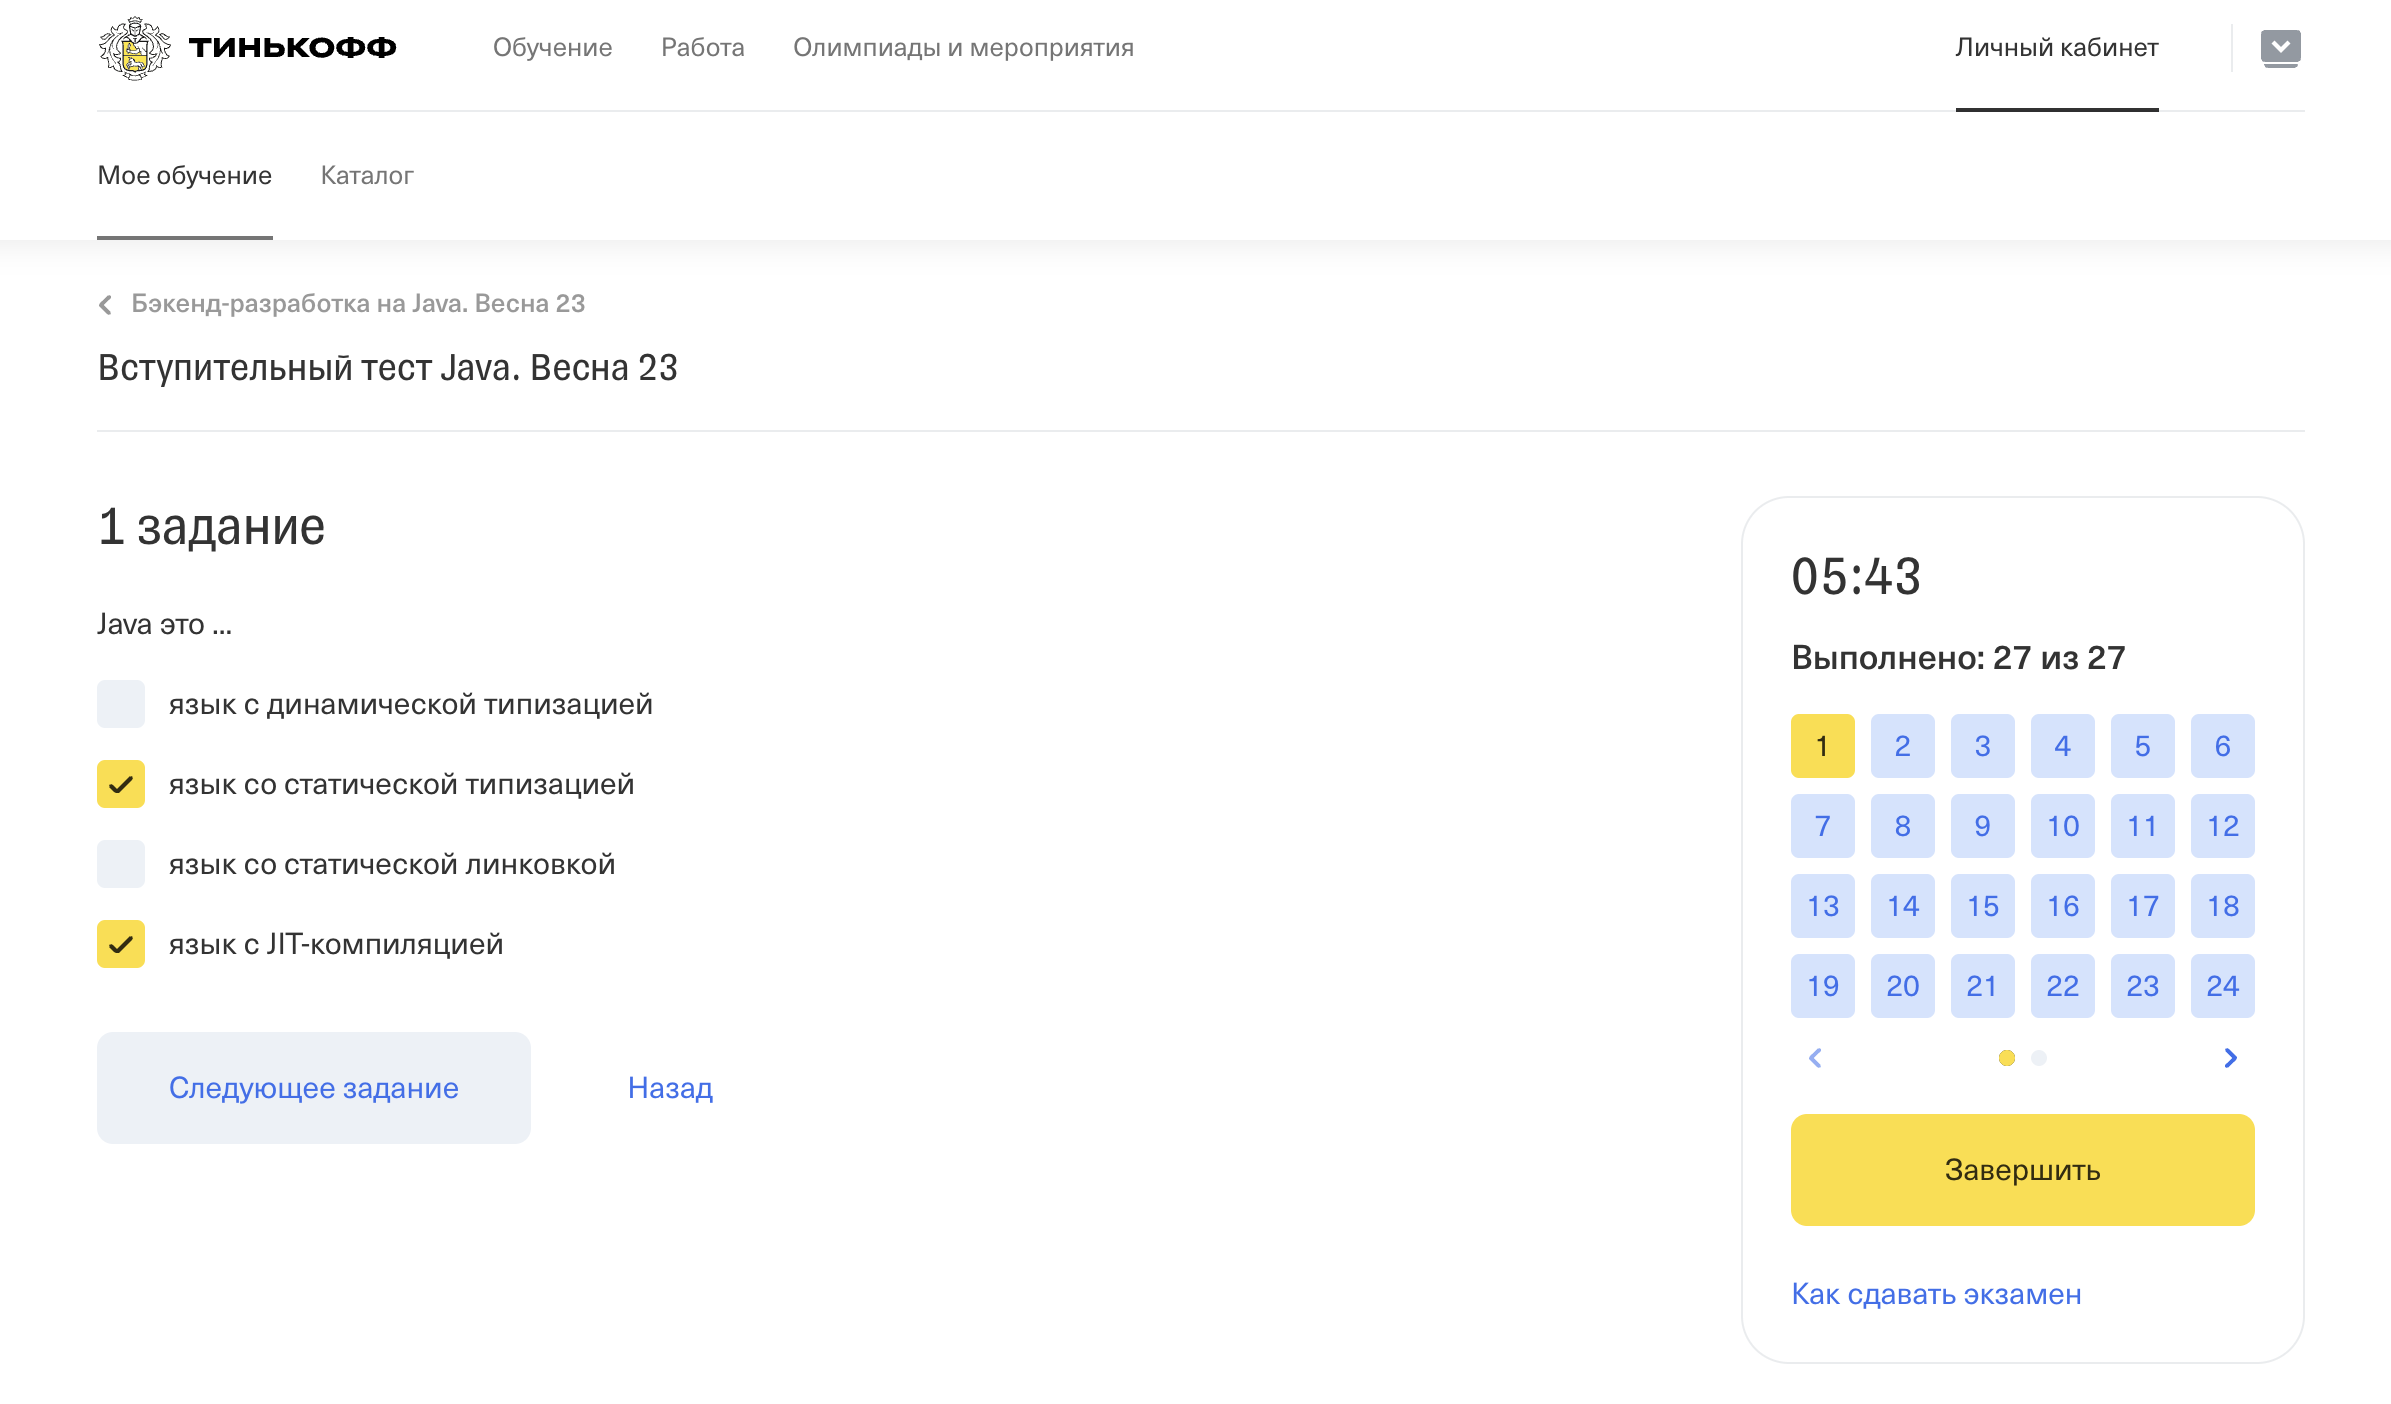 ТИНЬКОФФ Обучение Работа Олимпиады и мероприятия Личный кабинет
Мое обучение Каталог
Бэкенд-разработка на Java. Весна 23
Вступительный тест Java. Весна 23
1 задание
Java это ...
язык с динамической типизацией
язык со статической типизацией
язык со статической линковкой
язык с JIT-компиляцией
Следующее задание Назад
05:43
Выполнено: 27 из 27
1 2 3 4 5 6
7 8 9 10 11 12
13 14 15 16 17 18
19 20 21 22 23 24
Завершить
Как сдавать экзамен